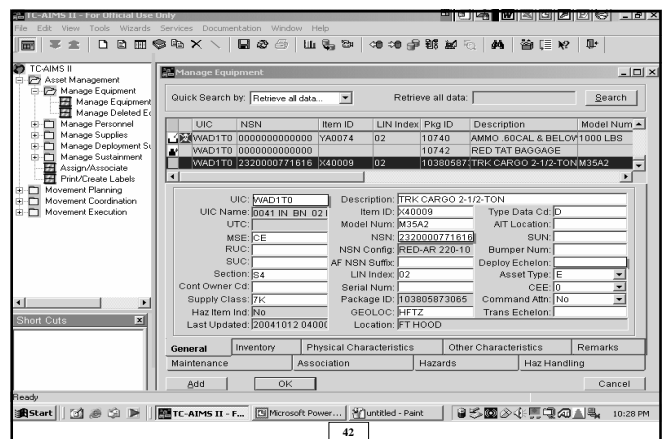 TC-AIMS II - For Official Use Only
File Edit View Tools Wizards Services Documentation Window Help
TC-AIMS II
Asset Management
Manage Equipment
Manage Equipment
Manage Deleted Ec
Manage Personnel
Manage Supplies
Manage Deployment Su
Manage Sustainment
Assign/Associate
Print/Create Labels
Movement Planning
Movement Coordination
Movement Execution
Short Cuts
Manage Equipment
Quick Search by: Retrieve all data... Retrieve all data: Search
UIC NSN Item ID LIN Index Pkg ID Description Model Num
WAD1T0 0000000000000 YA0074 02 10740 AMMO .60CAL & BELOV 1000 LBS
WAD1T0 0000000000000 10742 RED TAT BAGGAGE
WAD1T0 2320000771616 X40009 02 10380587: TRK CARGO 2-1/2-TON M35A2
UIC: WAD1T0 Description: TRK CARGO 2-1/2-TON
UIC Name: 0041 IN BN 02 I Item ID: X40009 Type Data Cd: D
UTC: Model Num: M35A2 AIT Location:
MSE: CE NSN: 2320000771616 SUN:
RUC: NSN Config: RED-AR 220-10 Bumper Num:
SUC: AF NSN Suffix: Deploy Echelon:
Section: S4 LIN Index: 02 Asset Type: E
Cont Owner Cd: Serial Num: CEE: 0
Supply Class: 7K Package ID: 103805873065 Command Attn: No
Haz Item Ind: No GEOLOC: HFTZ Trans Echelon:
Last Updated: 20041012 0400 Location: FT HOOD
General Inventory Physical Characteristics Other Characteristics Remarks
Maintenance Association Hazards Haz Handling
Add OK Cancel
Ready
Start TC-AIMS II - F... Microsoft Power... untitled - Paint 10:28 PM
42